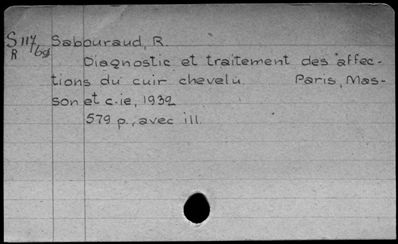 S 117/69 Sabouraud, R.
R
Diagnostic et traitement des affec-
tions du cuir chevelu. Paris, Mas-
son et c.ie, 1932
579 p., avec ill.